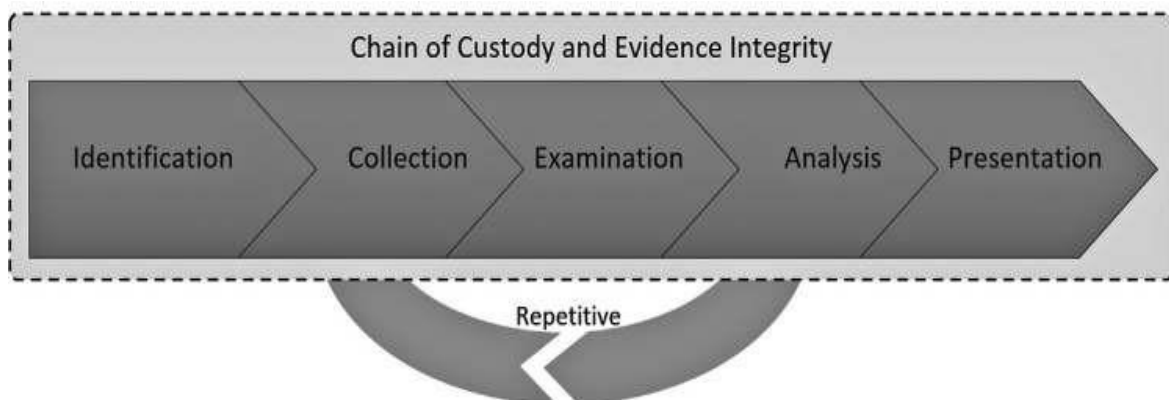 Chain of Custody and Evidence Integrity
Identification
Collection
Examination
Analysis
Presentation
Repetitive